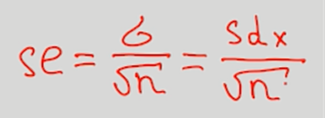 se = σ/√n = sdx/√n